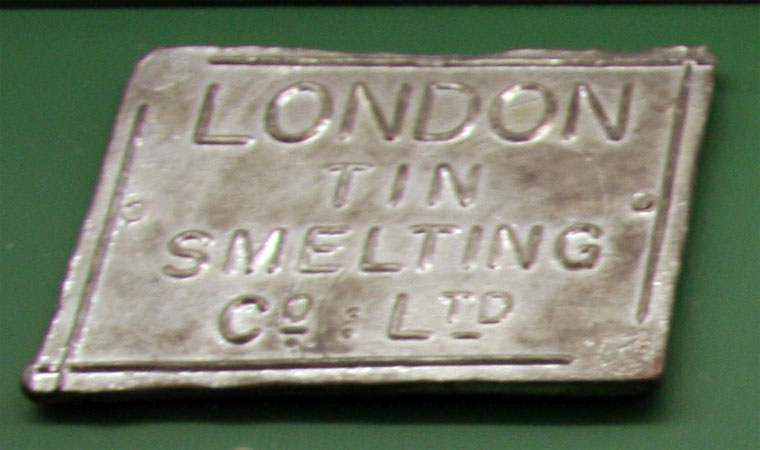 LONDON
TIN
SMELTING
Cº : LTD